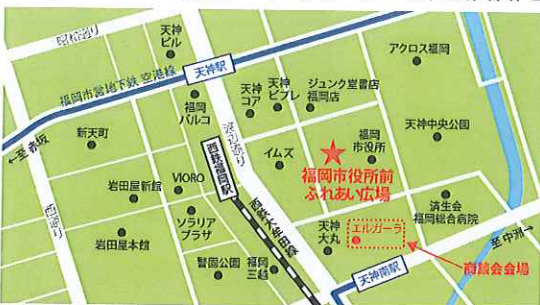 昭和通り
天神
ビル
アクロス福岡
天神駅
福岡市営地下鉄 空港線
福岡
パルコ
天神
コア
天神
ビブレ
ジュンク堂書店
福岡店
渡辺通り
新天町
←至 赤坂
西鉄福岡駅
イムズ
福岡
市役所
天神中央公園
福岡市役所前
ふれあい広場
岩田屋新館
VIORO
西鉄大牟田線
済生会
福岡総合病院
西通り
ソラリア
プラザ
岩田屋本館
天神
大丸
エルガーラ
至 中洲→
警固公園
福岡
三越
天神南駅
商談会会場